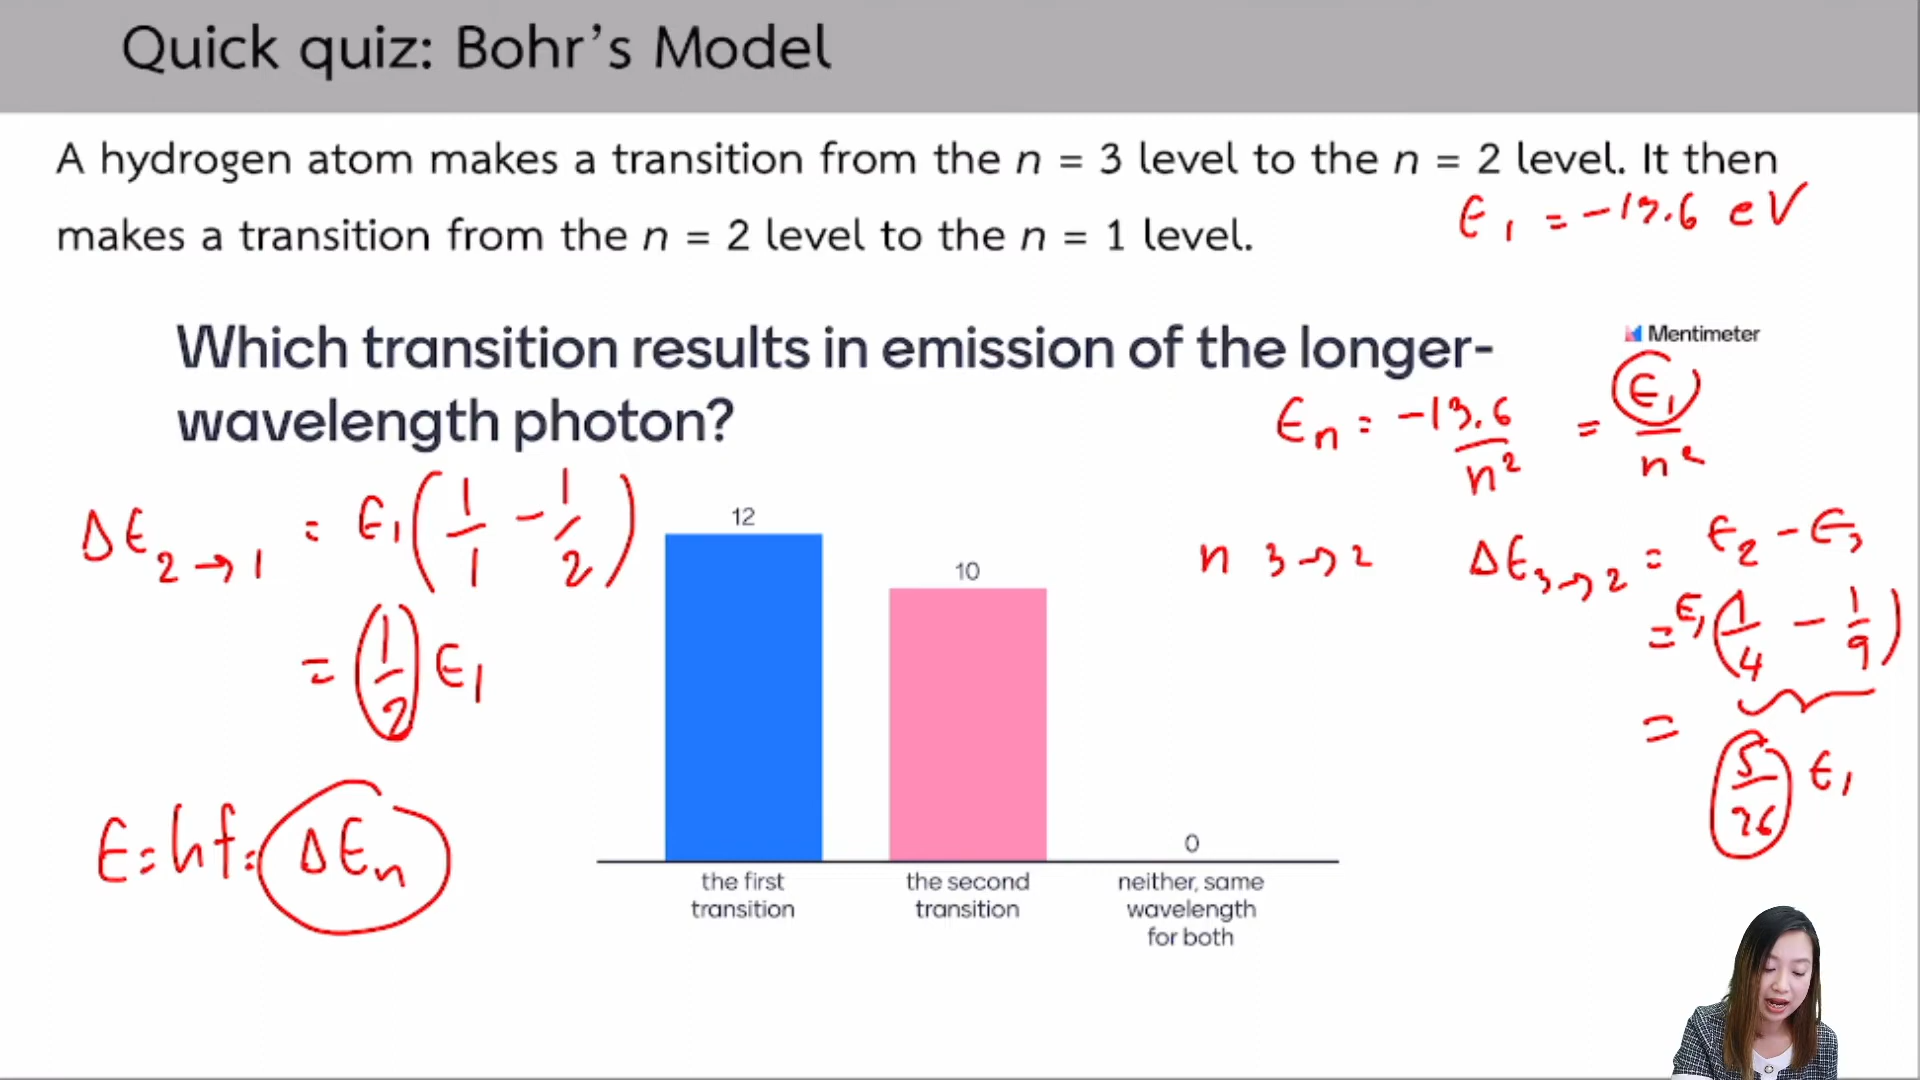 Quick quiz: Bohr's Model
A hydrogen atom makes a transition from the n = 3 level to the n = 2 level. It then
makes a transition from the n = 2 level to the n = 1 level.
E₁ = -13.6 eV
Which transition results in emission of the longer-
wavelength photon?
Mentimeter
Eₙ = -13.6/n² = E₁/n²
n 3→2 ΔE₃→₂ = E₂ - E₃
= E₁(1/4 - 1/9)
= 5/36 E₁
ΔE₂→₁ = E₁(1/1 - 1/2)
= (1/2) E₁
E = hf = ΔEₙ
12
10
0
the first
transition
the second
transition
neither, same
wavelength
for both